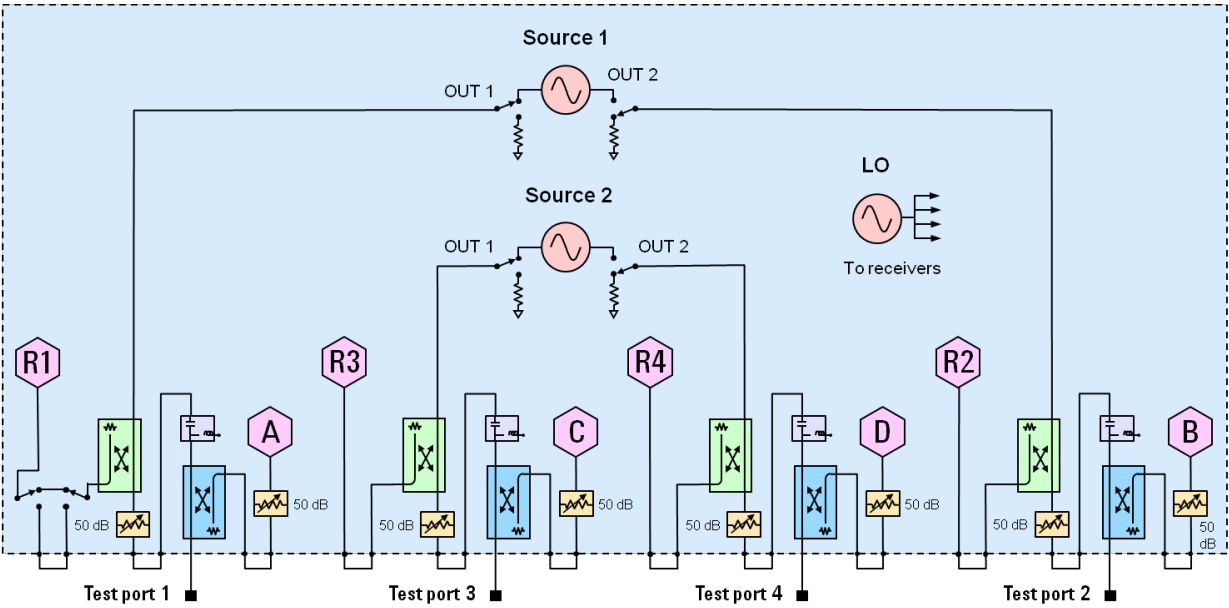 Source 1
OUT 1
OUT 2
Source 2
OUT 1
OUT 2
LO
To receivers
R1
R3
R4
R2
A
C
D
B
50 dB
50 dB
50 dB
50 dB
50 dB
50 dB
50 dB
50
dB
Test port 1
Test port 3
Test port 4
Test port 2